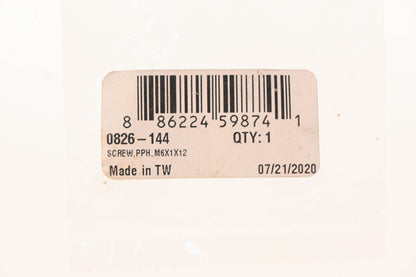 8 86224 59874 1
0826-144 QTY: 1
SCREW,PPH,M6X1X12
Made in TW 07/21/2020